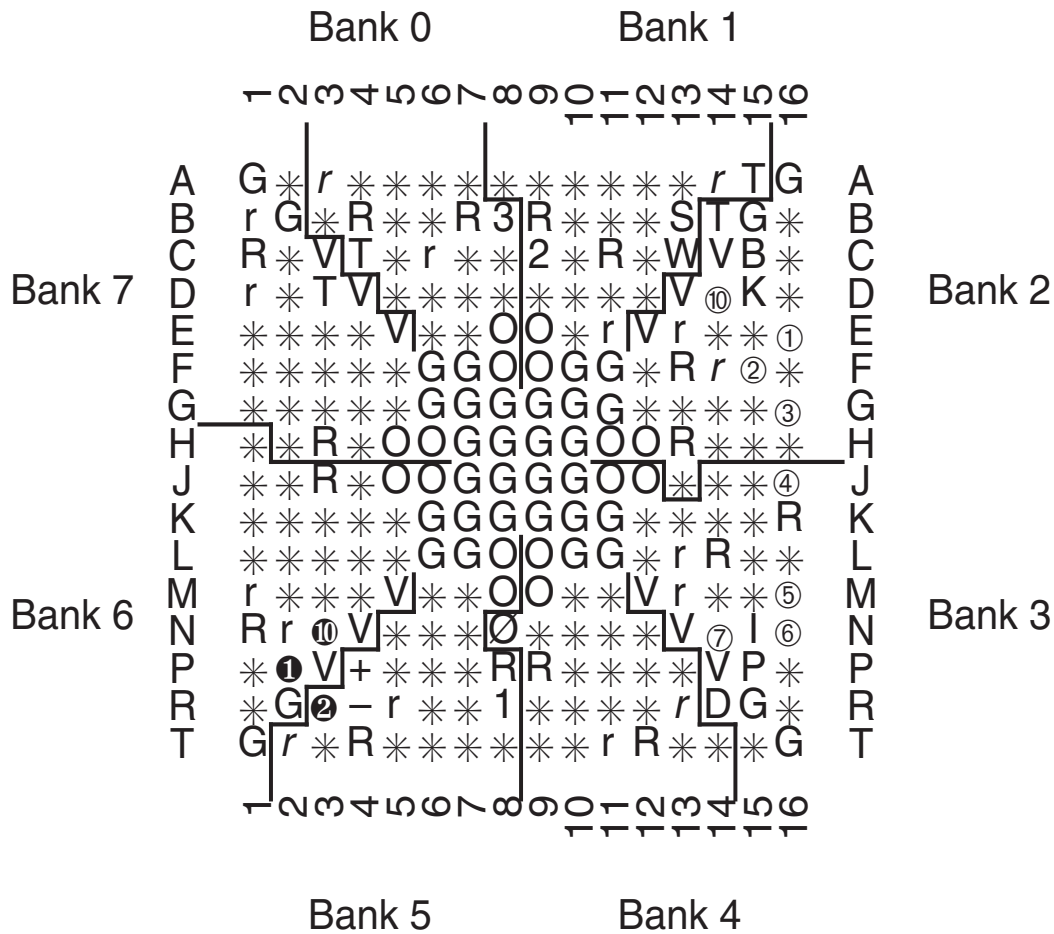 Bank 0 Bank 1
1 2 3 4 5 6 7 8 9 10 11 12 13 14 15 16
A G * r * * * * * * * * * * r T G A
B r G * R * * R 3 R * * * S T G * B
C R * V T * r * * 2 * R * W V B * C
Bank 7 D r * T V * * * * * * * * V ⑩ K * D Bank 2
E * * * * V * * O O * r V r * * ① E
F * * * * * G G O O G G * R r ② * F
G * * * * * G G G G G G * * * * ③ G
H * * R * O O G G G G O O R * * * H
J * * R * O O G G G G O O * * * ④ J
K * * * * * G G G G G G * * * * R K
L * * * * * G G O O G G * r R * * L
M r * * * V * * O O * * V r * * ⑤ M
Bank 6 N R r ❿ V * * * Ø * * * * V ⑦ I ⑥ N Bank 3
P * ❶ V + * * * R R * * * * V P * P
R * G ❷ − r * * 1 * * * * r D G * R
T G r * R * * * * * * r R * * * G T
1 2 3 4 5 6 7 8 9 10 11 12 13 14 15 16
Bank 5 Bank 4